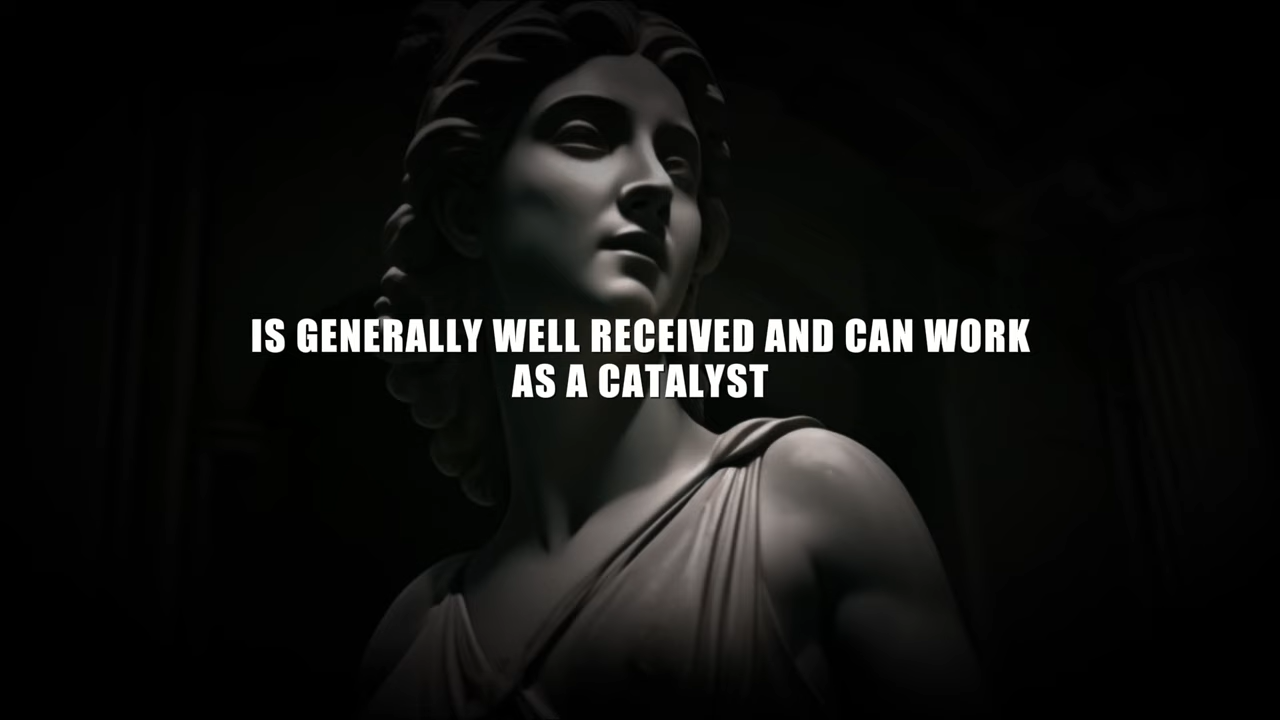 IS GENERALLY WELL RECEIVED AND CAN WORK
AS A CATALYST